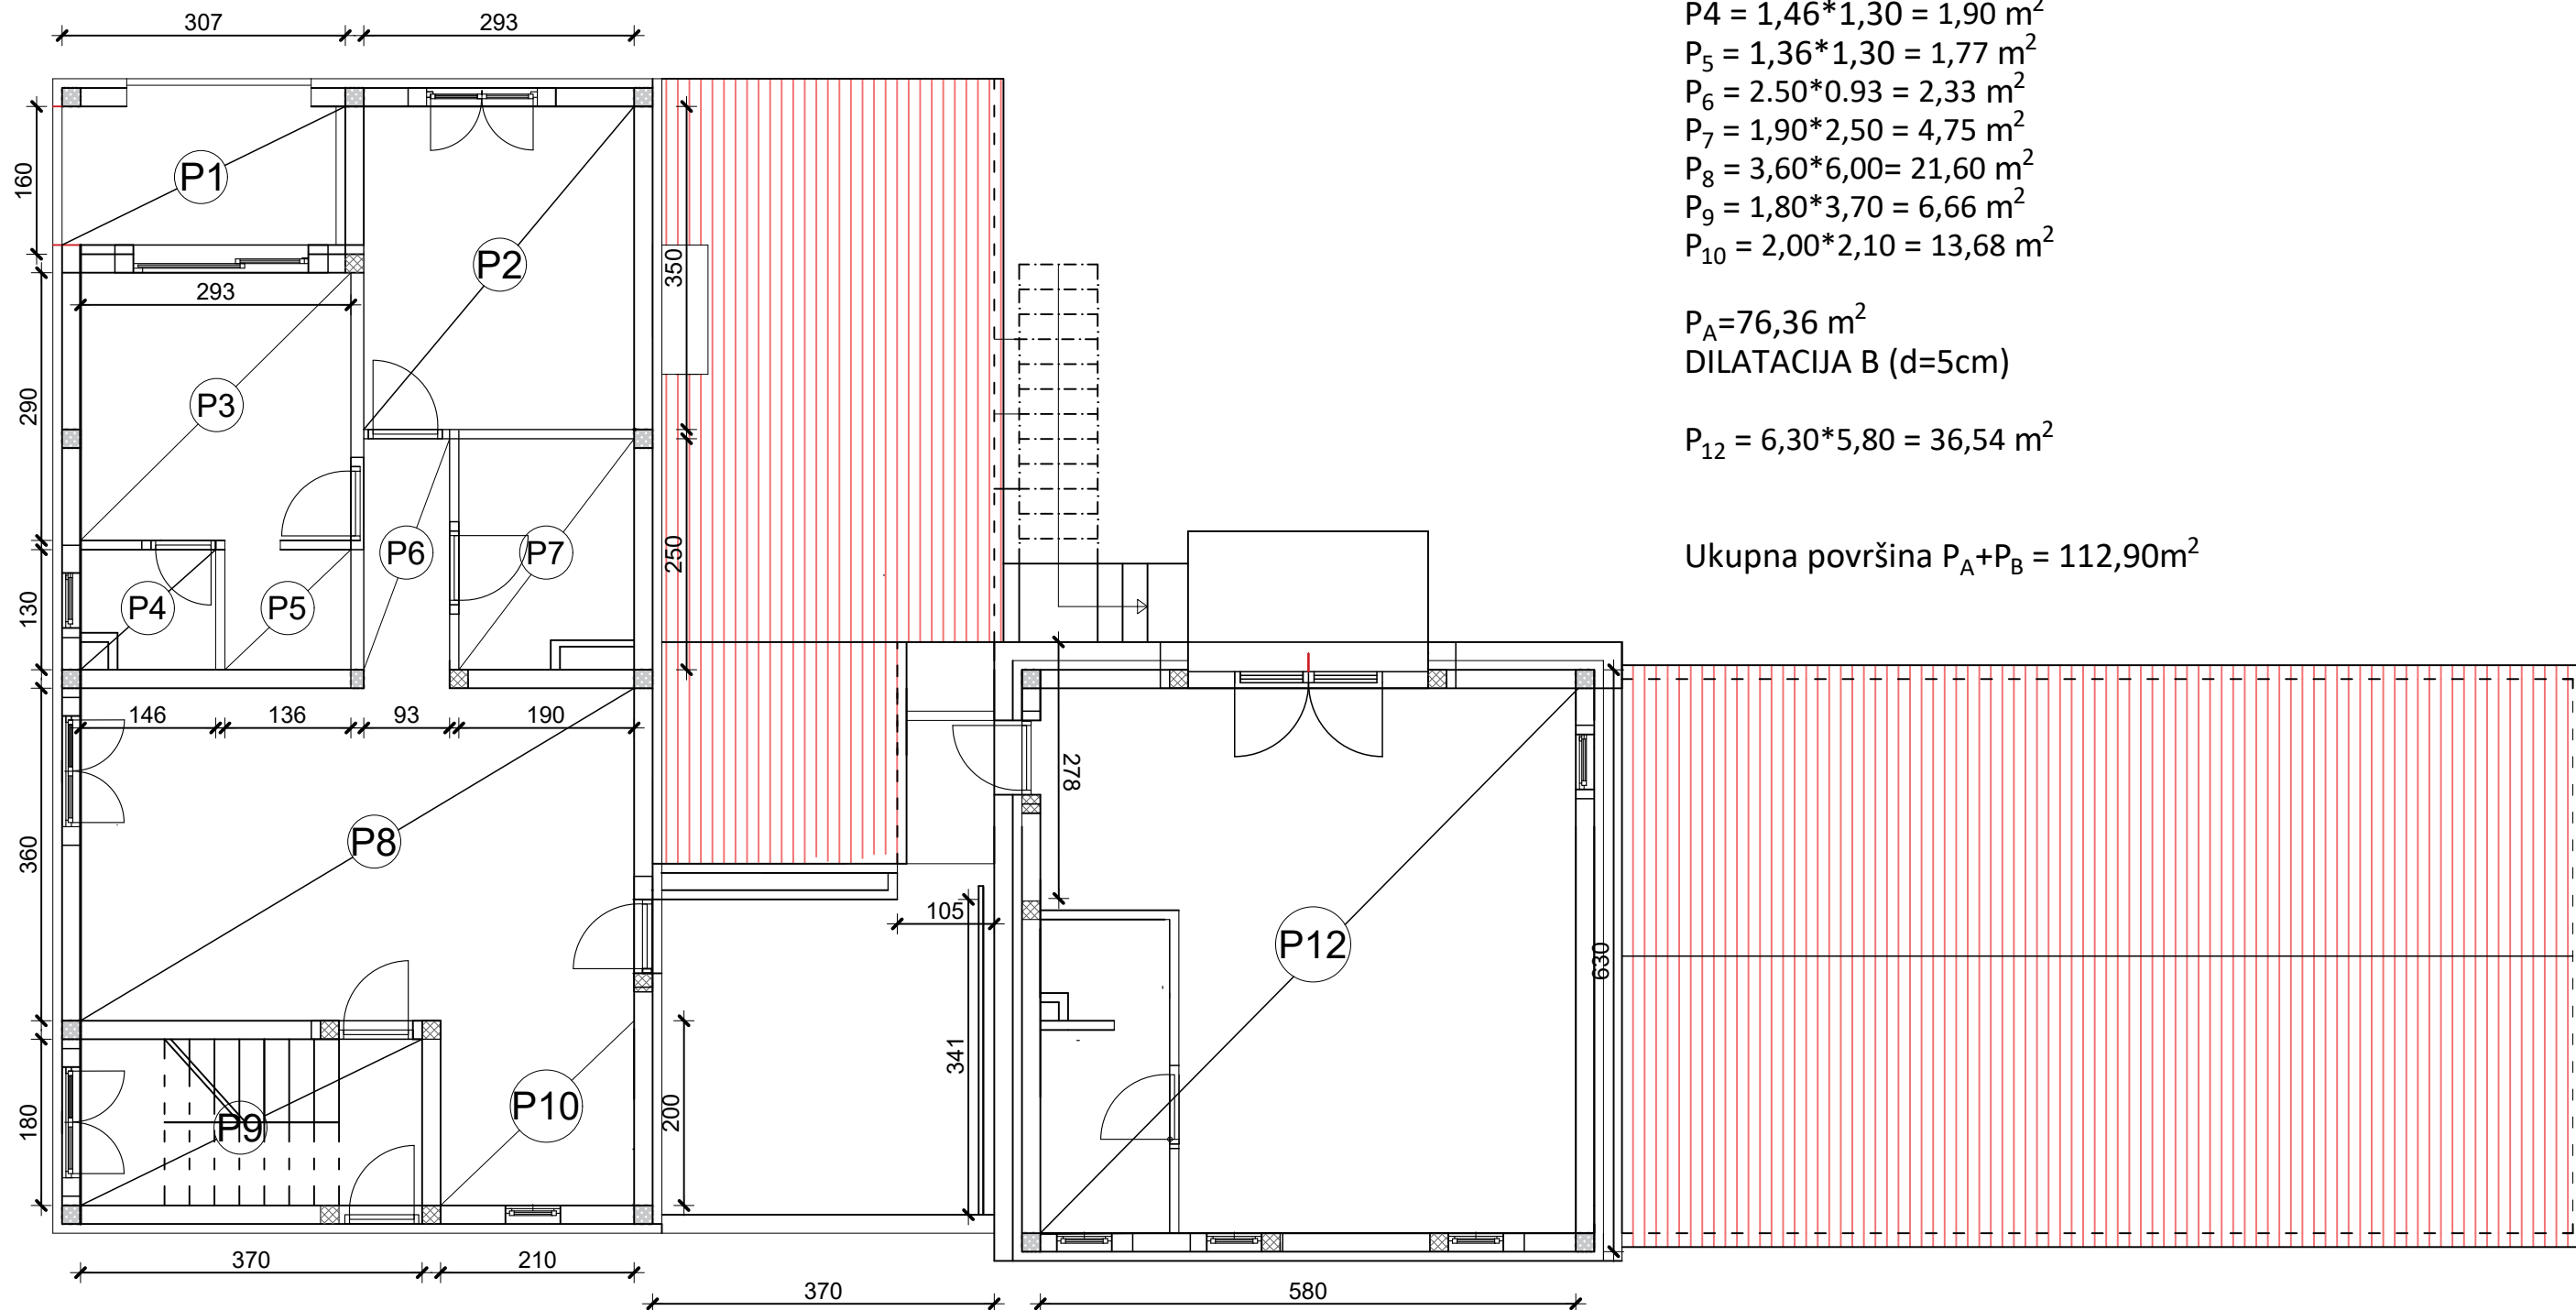 307
293
P4 = 1,46*1,30 = 1,90 m²
P₅ = 1,36*1,30 = 1,77 m²
P₆ = 2.50*0.93 = 2,33 m²
P₇ = 1,90*2,50 = 4,75 m²
P₈ = 3,60*6,00= 21,60 m²
P₉ = 1,80*3,70 = 6,66 m²
P₁₀ = 2,00*2,10 = 13,68 m²
P_A=76,36 m²
DILATACIJA B (d=5cm)
P₁₂ = 6,30*5,80 = 36,54 m²
Ukupna površina P_A+P_B = 112,90m²
160
P1
P2
350
293
290
P3
P6
P7
250
130
P4
P5
146
136
93
190
278
360
P8
105
P12
630
341
180
P9
P10
200
370
210
370
580